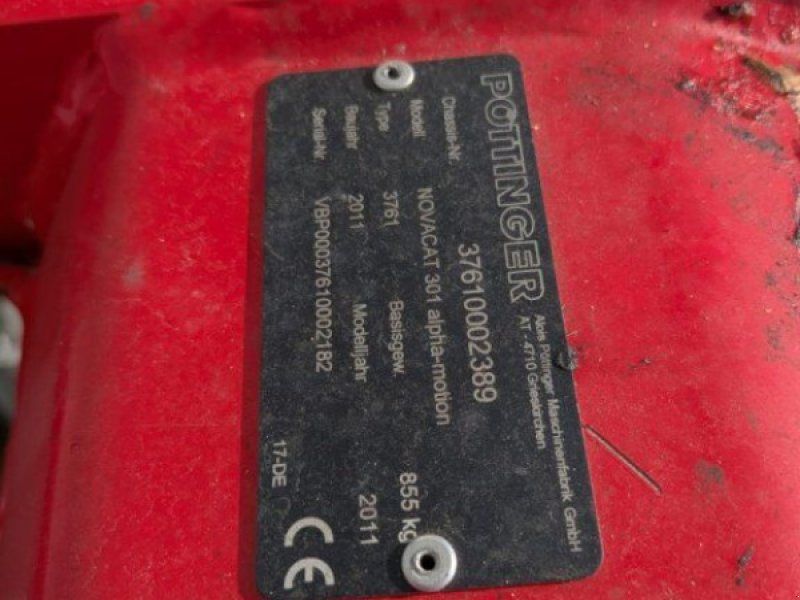 PÖTTINGER
Alois Pöttinger Maschinenfabrik GmbH
AT - 4710 Grieskirchen
Chassis-Nr. 37610002389
Modell NOVACAT 301 alpha-motion
Type 3761 Basisgew. 855 kg
Baujahr 2011 Modelljahr 2011
Serial-Nr. VBP00037610002182
17-DE CE